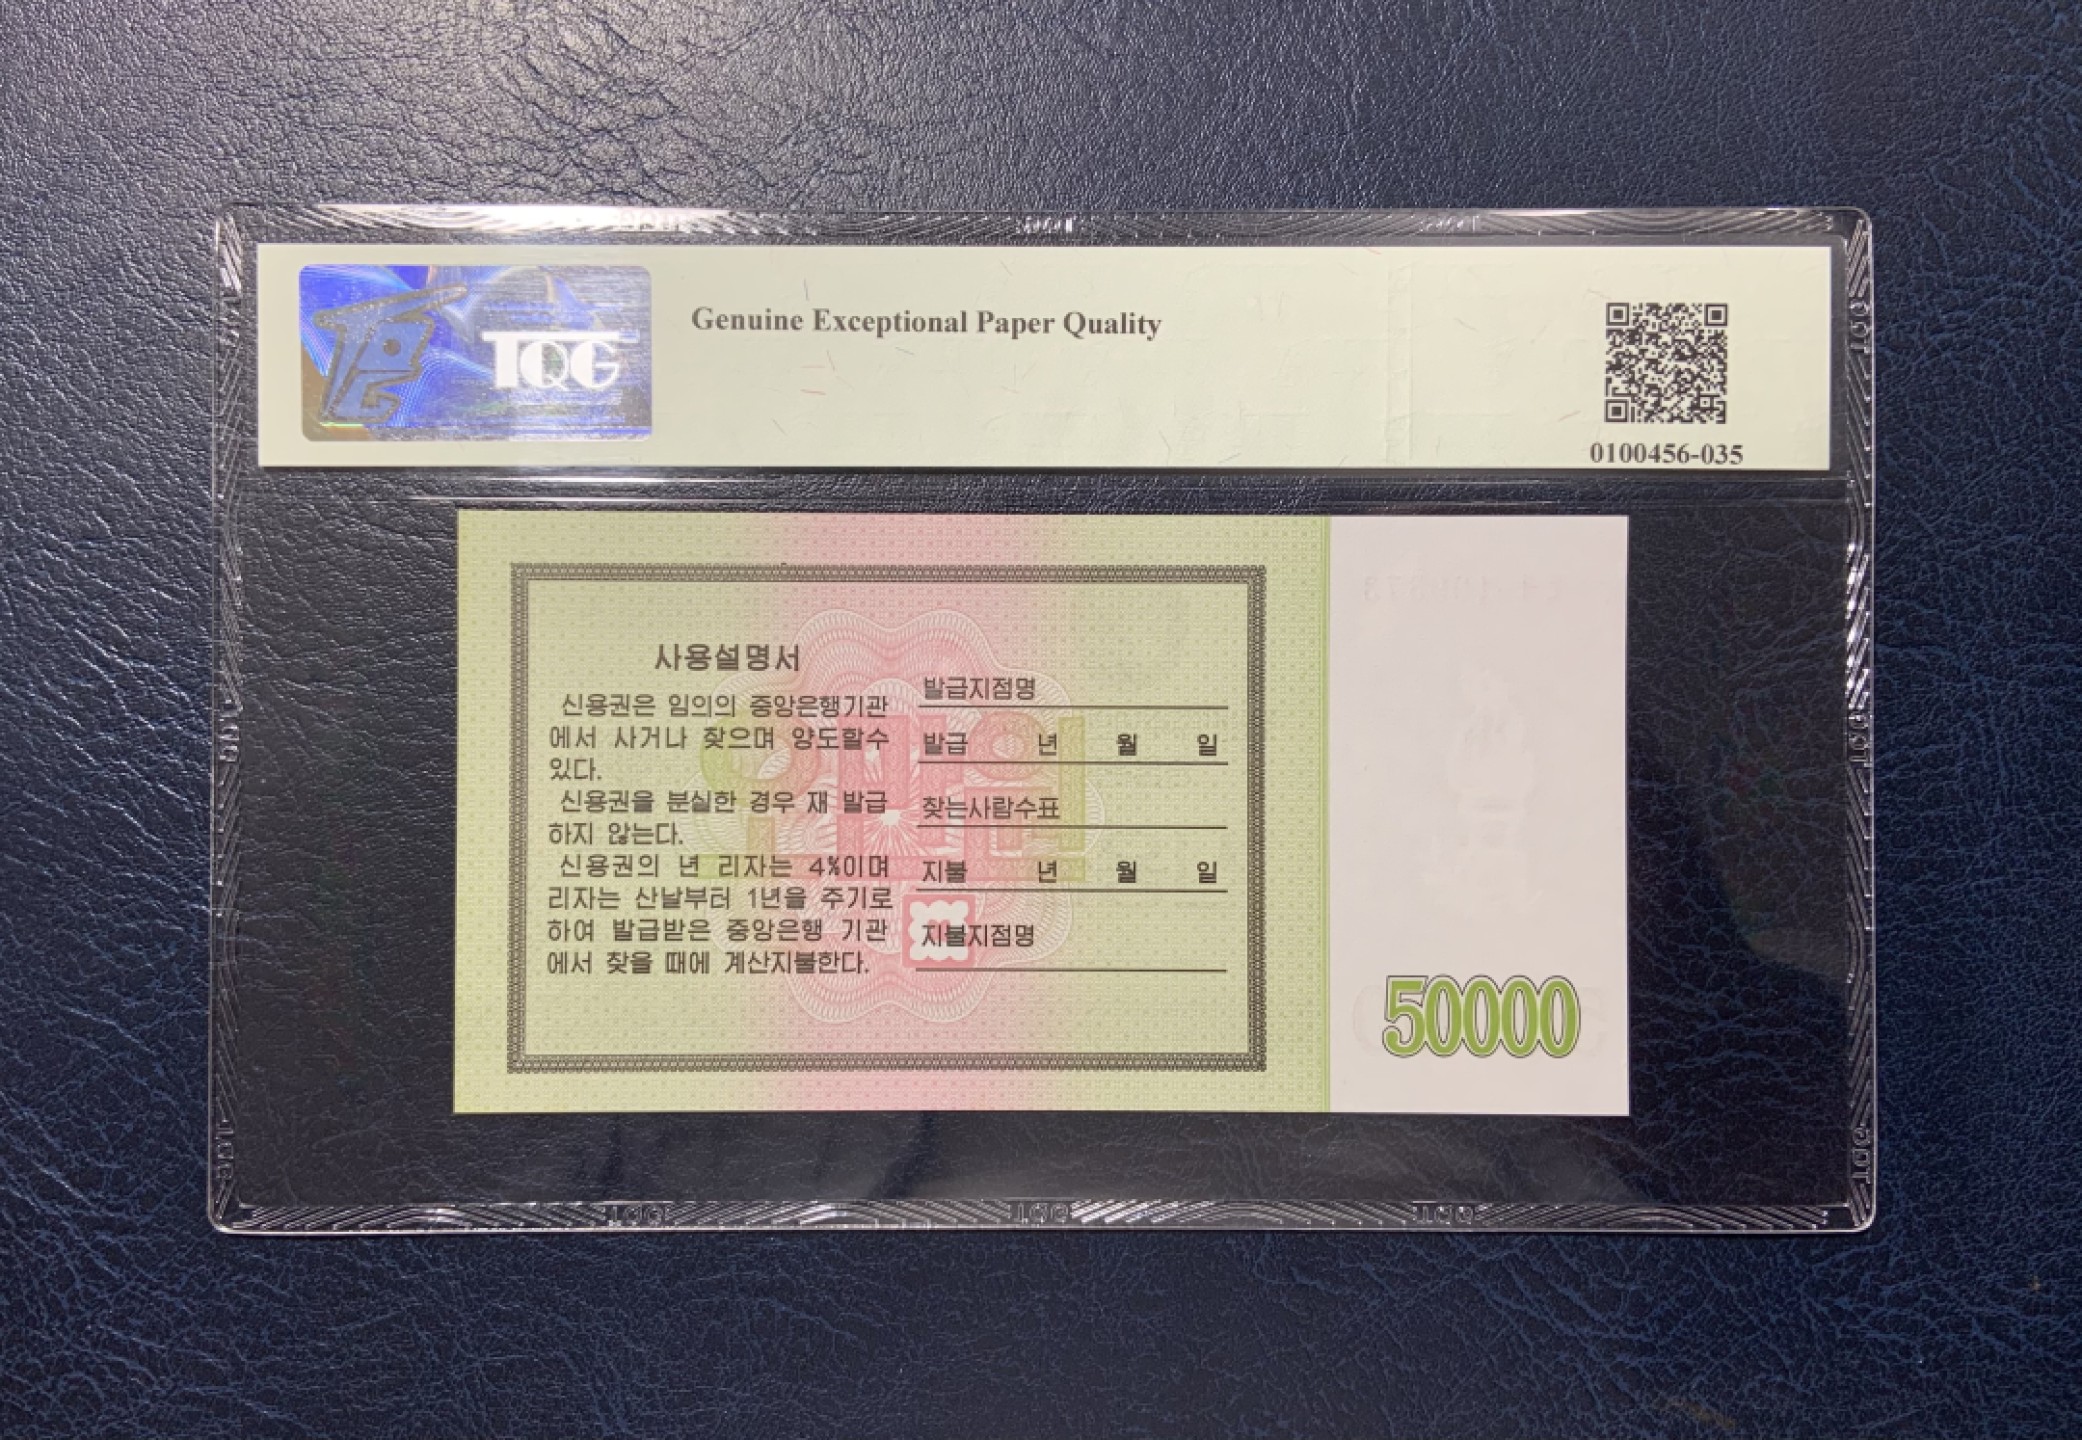 TQG
Genuine Exceptional Paper Quality
0100456-035
사용설명서
신용권은 임의의 중앙은행기관
에서 사거나 찾으며 양도할수
있다.
신용권을 분실한 경우 재 발급
하지 않는다.
신용권의 년 리자는 4%이며
리자는 산날부터 1년을 주기로
하여 발급받은 중앙은행 기관
에서 찾을 때에 계산지불한다.
발급지점명
발급 년 월 일
찾는사람수표
지불 년 월 일
지불지점명
50000